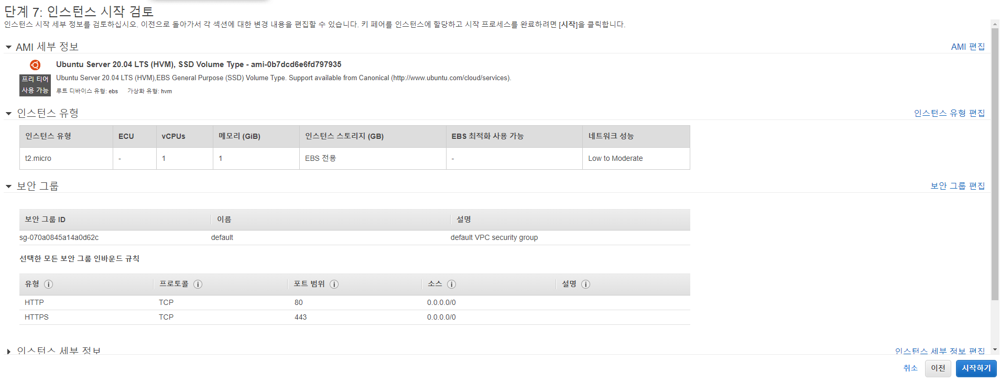 단계 7: 인스턴스 시작 검토
인스턴스 시작 세부 정보를 검토하십시오. 이전으로 돌아가서 각 섹션에 대한 변경 내용을 편집할 수 있습니다. 키 페어를 인스턴스에 할당하고 시작 프로세스를 완료하려면 [시작]을 클릭합니다.
AMI 세부 정보 AMI 편집
Ubuntu Server 20.04 LTS (HVM), SSD Volume Type - ami-0b7dcd6e6fd797935
프리 티어
사용 가능
Ubuntu Server 20.04 LTS (HVM),EBS General Purpose (SSD) Volume Type. Support available from Canonical (http://www.ubuntu.com/cloud/services).
루트 디바이스 유형: ebs 가상화 유형: hvm
인스턴스 유형 인스턴스 유형 편집
인스턴스 유형 ECU vCPUs 메모리 (GiB) 인스턴스 스토리지 (GB) EBS 최적화 사용 가능 네트워크 성능
t2.micro - 1 1 EBS 전용 - Low to Moderate
보안 그룹 보안 그룹 편집
보안 그룹 ID 이름 설명
sg-070a0845a14a0d62c default default VPC security group
선택한 모든 보안 그룹 인바운드 규칙
유형 프로토콜 포트 범위 소스 설명
HTTP TCP 80 0.0.0.0/0
HTTPS TCP 443 0.0.0.0/0
인스턴스 세부 정보 인스턴스 세부 정보 편집
취소 이전 시작하기